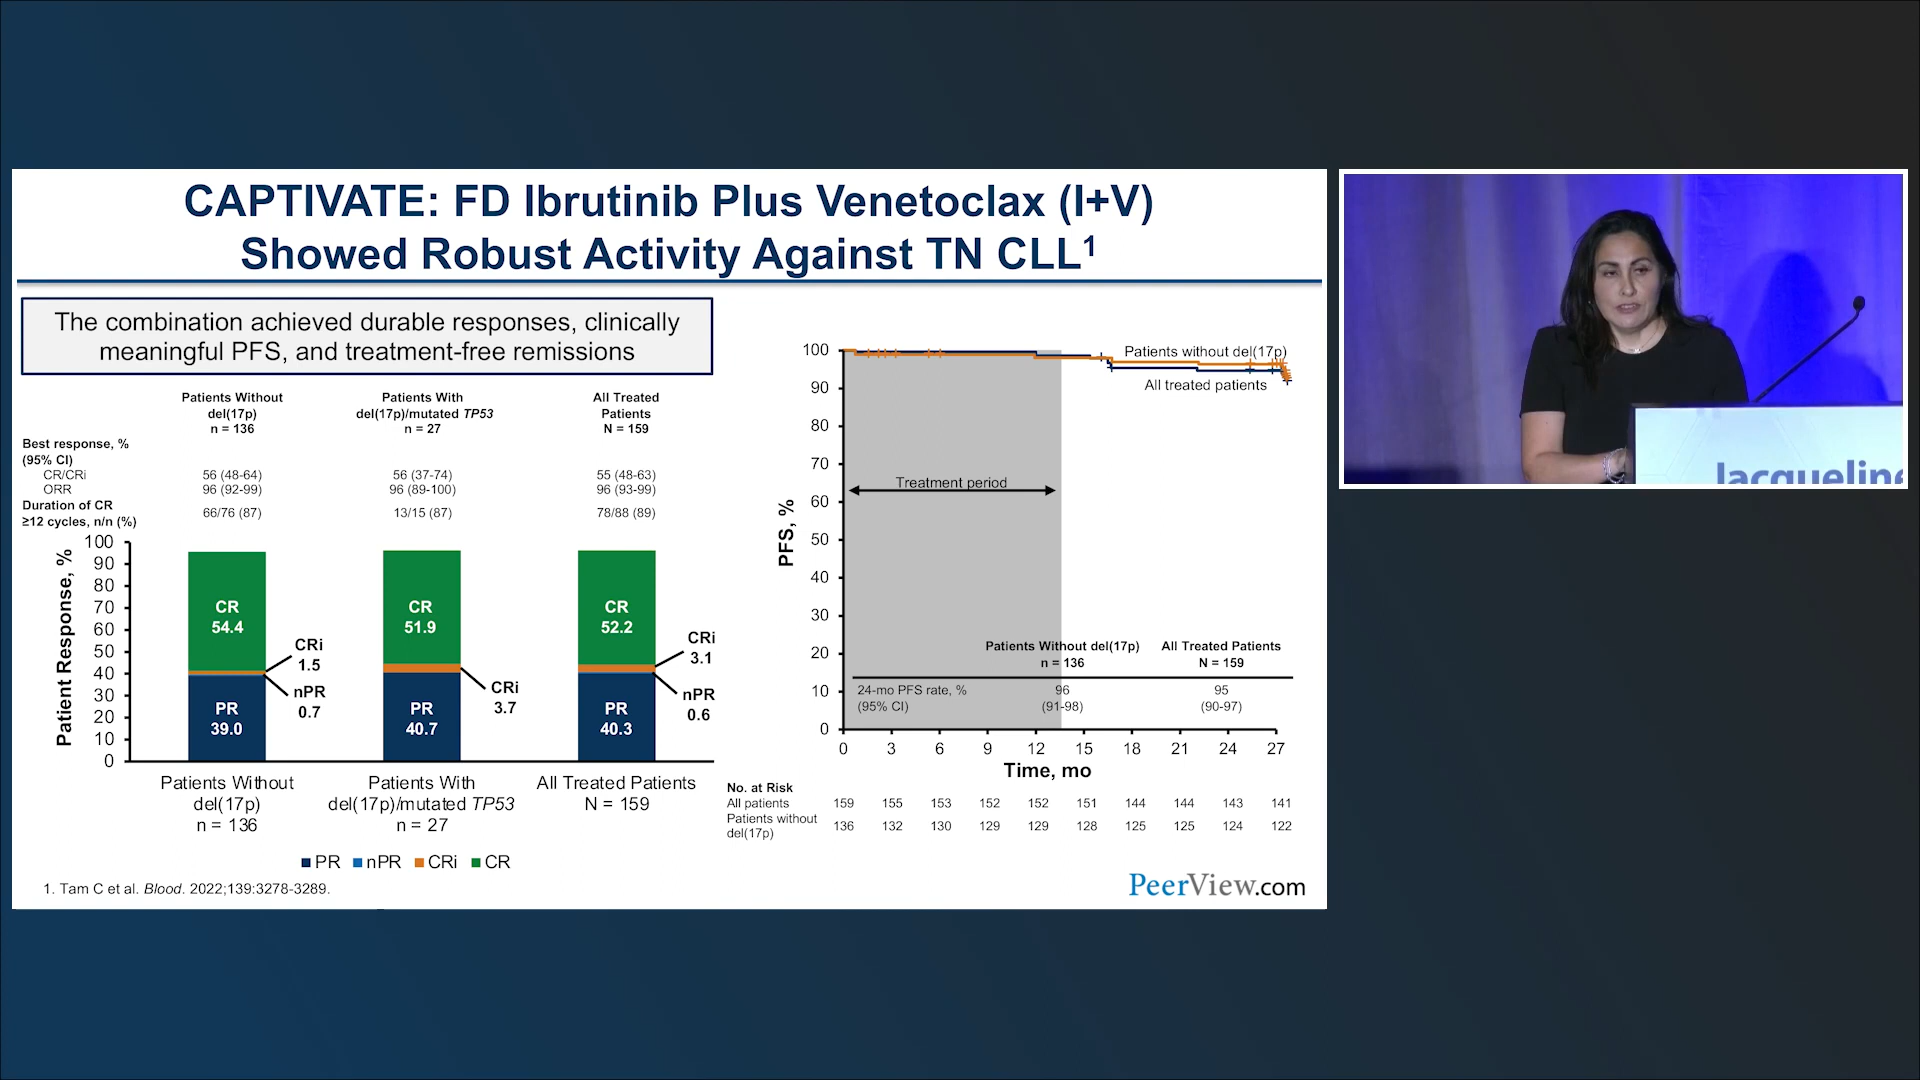 CAPTIVATE: FD Ibrutinib Plus Venetoclax (I+V)
Showed Robust Activity Against TN CLL1
The combination achieved durable responses, clinically
meaningful PFS, and treatment-free remissions
Patients Without
del(17p)
n = 136
Patients With
del(17p)/mutated TP53
n = 27
All Treated
Patients
N = 159
Best response, %
(95% CI)
CR/CRi 56 (48-64) 56 (37-74) 55 (48-63)
ORR 96 (92-99) 96 (89-100) 96 (93-99)
Duration of CR
≥12 cycles, n/n (%) 66/76 (87) 13/15 (87) 78/88 (89)
Patient Response, %
100
90
80
70
60
50
40
30
20
10
0
CR
54.4
CRi
1.5
nPR
0.7
PR
39.0
CR
51.9
CRi
3.7
PR
40.7
CR
52.2
CRi
3.1
nPR
0.6
PR
40.3
Patients Without
del(17p)
n = 136
Patients With
del(17p)/mutated TP53
n = 27
All Treated Patients
N = 159
PR nPR CRi CR
1. Tam C et al. Blood. 2022;139:3278-3289.
PFS, %
100
90
80
70
60
50
40
30
20
10
0
Patients without del(17p)
All treated patients
Treatment period
Patients Without del(17p)
n = 136
All Treated Patients
N = 159
24-mo PFS rate, % 96 95
(95% CI) (91-98) (90-97)
0 3 6 9 12 15 18 21 24 27
Time, mo
No. at Risk
All patients 159 155 153 152 152 151 144 144 143 141
Patients without
del(17p) 136 132 130 129 129 128 125 125 124 122
PeerView.com
Jacqueline